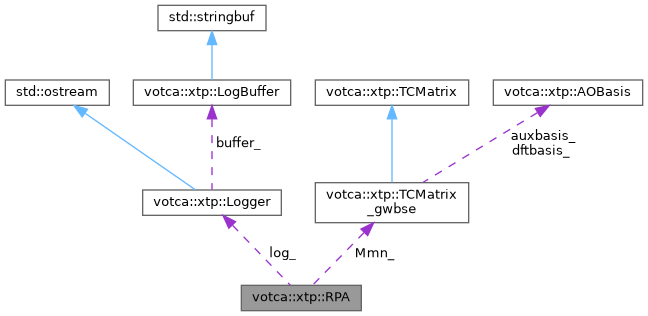 std::stringbuf
std::ostream
votca::xtp::LogBuffer
votca::xtp::TCMatrix
votca::xtp::AOBasis
buffer_
auxbasis_
dftbasis_
votca::xtp::Logger
votca::xtp::TCMatrix
_gwbse
log_
Mmn_
votca::xtp::RPA